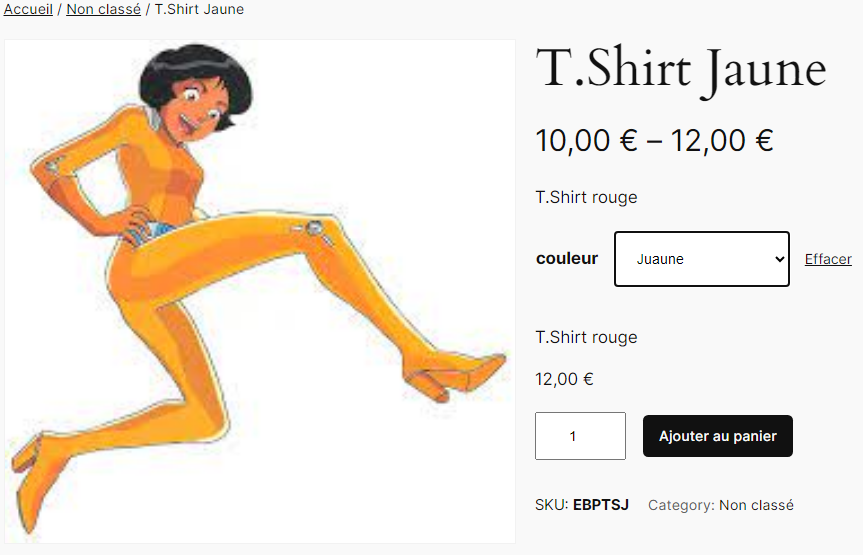 Accueil / Non classé / T.Shirt Jaune
T.Shirt Jaune
10,00 € – 12,00 €
T.Shirt rouge
couleur Juaune Effacer
T.Shirt rouge
12,00 €
1 Ajouter au panier
SKU: EBPTSJ Category: Non classé